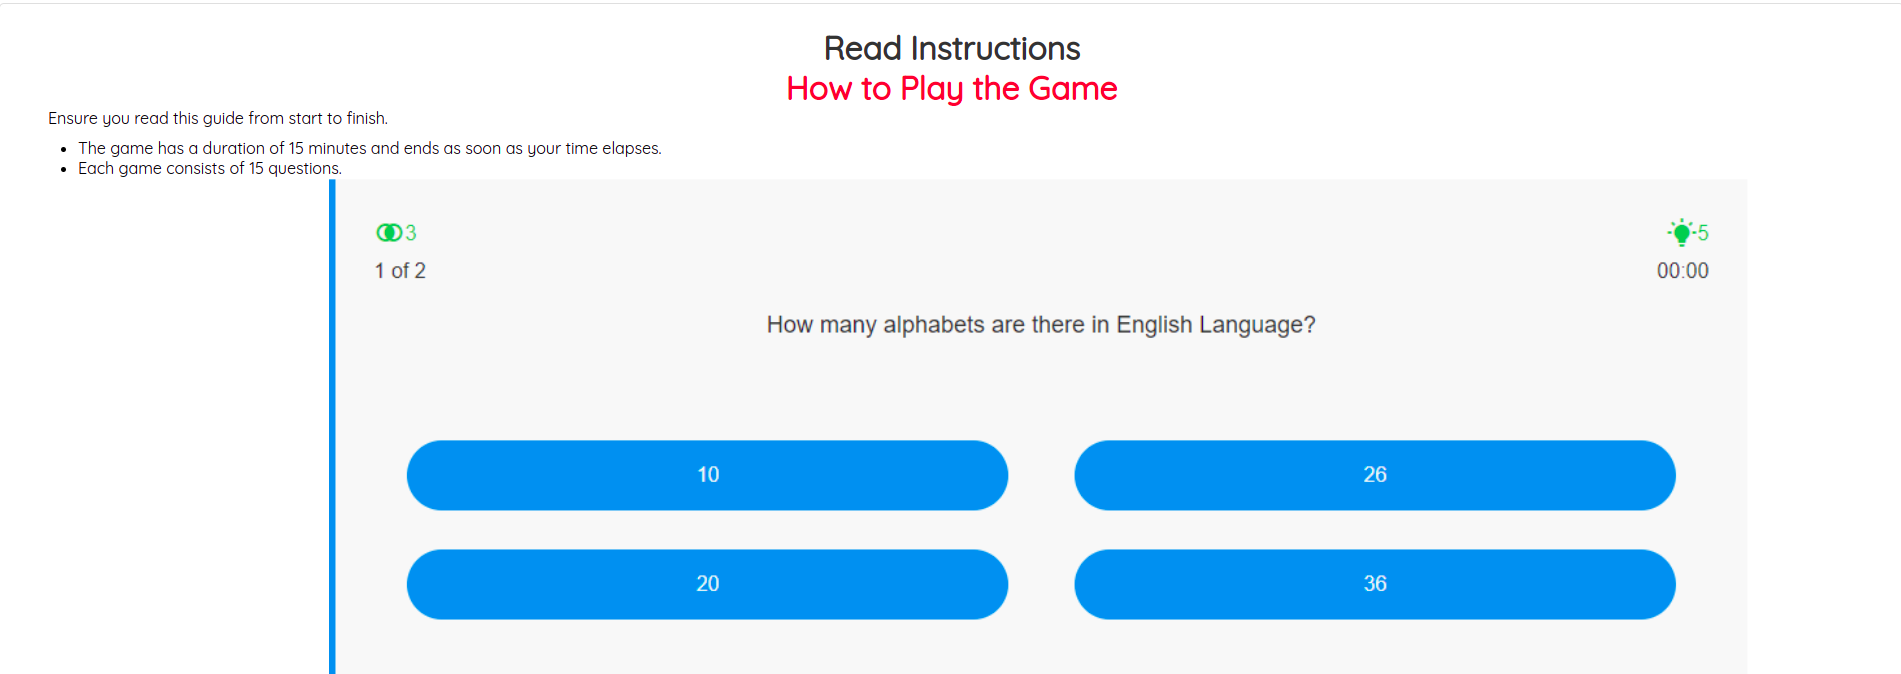 Read Instructions
How to Play the Game
Ensure you read this guide from start to finish.
The game has a duration of 15 minutes and ends as soon as your time elapses.
Each game consists of 15 questions.
3
5
1 of 2
00:00
How many alphabets are there in English Language?
10
26
20
36